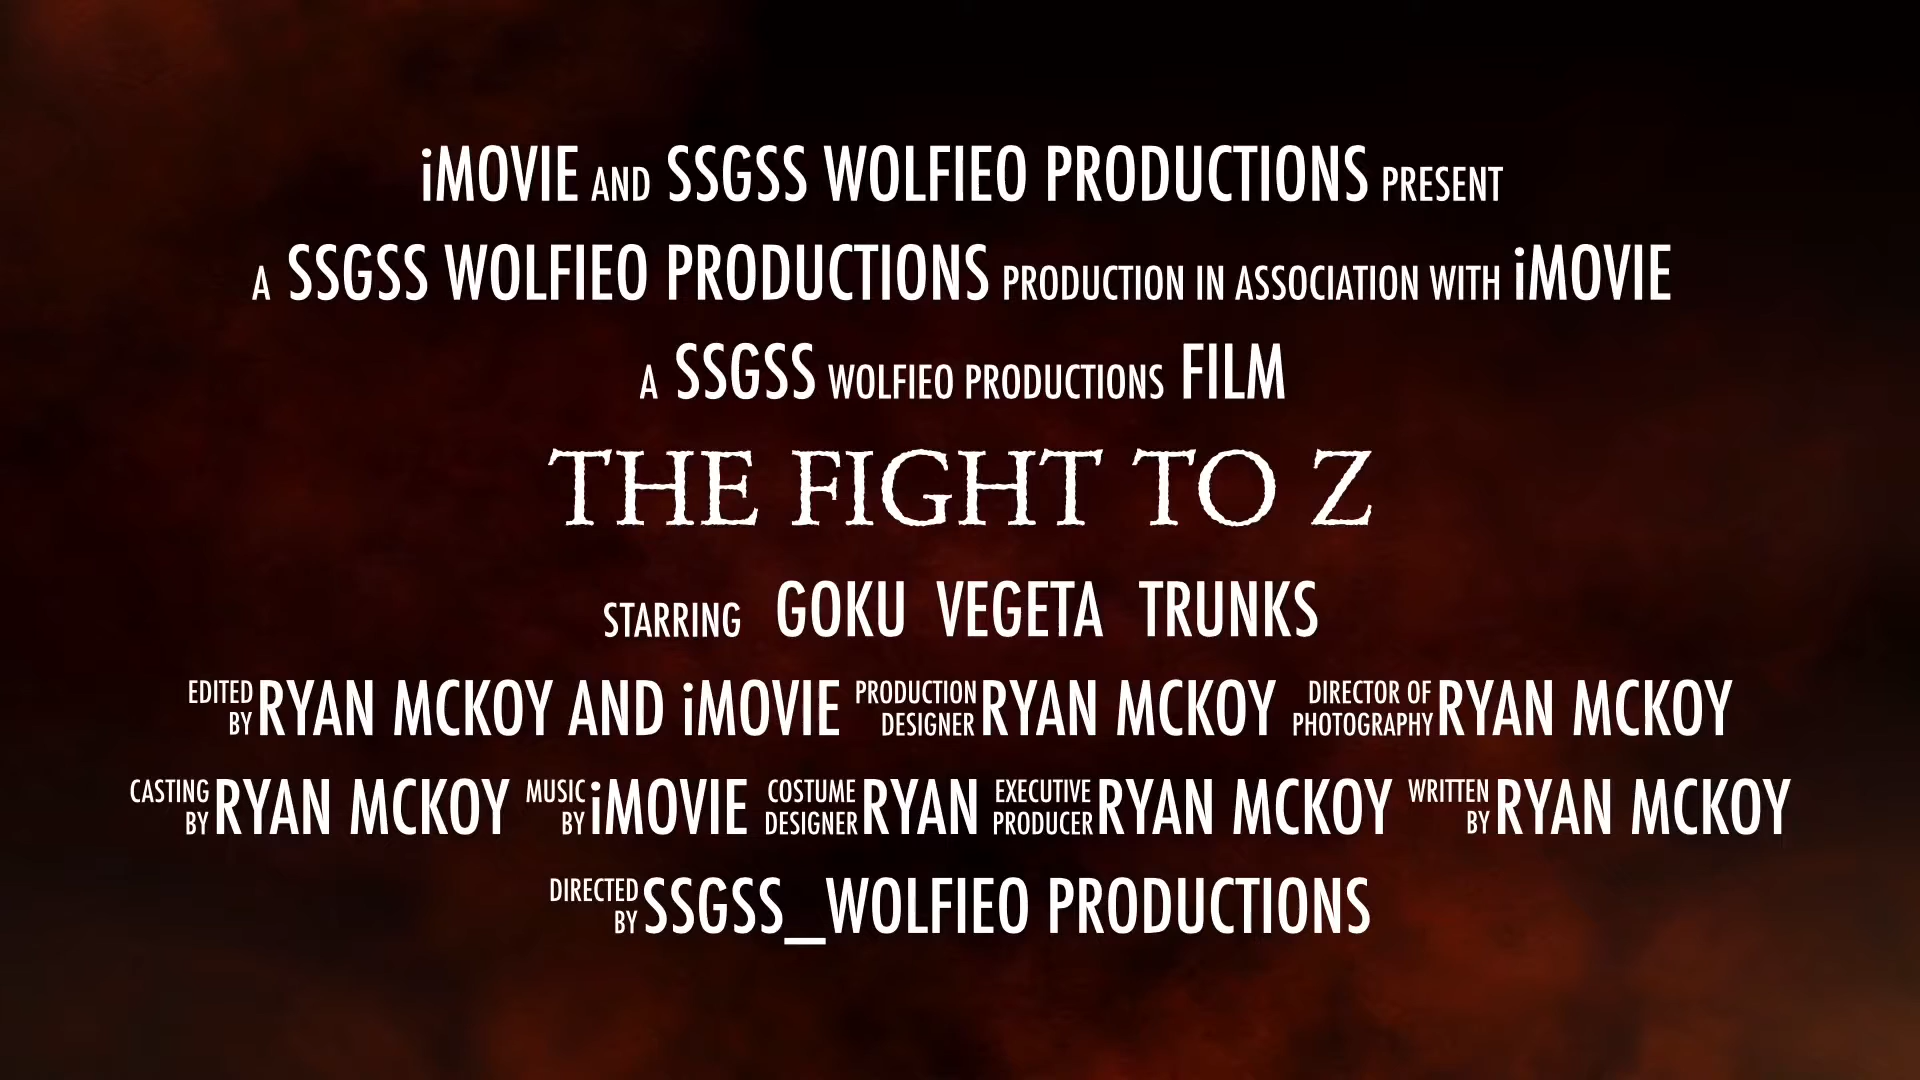 iMOVIE AND SSGSS WOLFIEO PRODUCTIONS PRESENT
A SSGSS WOLFIEO PRODUCTIONS PRODUCTION IN ASSOCIATION WITH iMOVIE
A SSGSS WOLFIEO PRODUCTIONS FILM
THE FIGHT TO Z
STARRING GOKU VEGETA TRUNKS
EDITED BY RYAN MCKOY AND iMOVIE PRODUCTION DESIGNER RYAN MCKOY DIRECTOR OF PHOTOGRAPHY RYAN MCKOY
CASTING BY RYAN MCKOY MUSIC BY iMOVIE COSTUME DESIGNER RYAN EXECUTIVE PRODUCER RYAN MCKOY WRITTEN BY RYAN MCKOY
DIRECTED BY SSGSS_WOLFIEO PRODUCTIONS